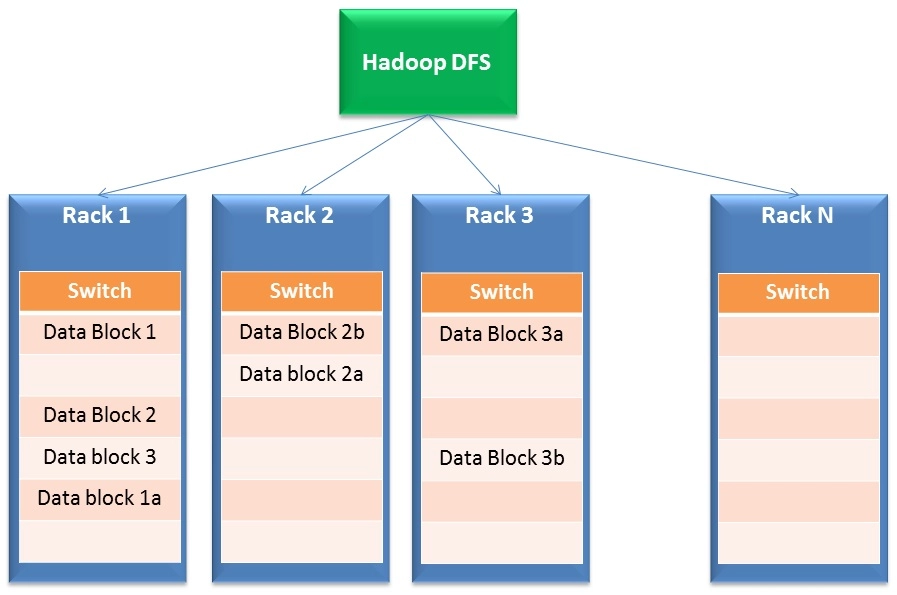 Hadoop DFS
Rack 1
Switch
Data Block 1
Data Block 2
Data block 3
Data block 1a
Rack 2
Switch
Data Block 2b
Data block 2a
Rack 3
Switch
Data Block 3a
Data Block 3b
Rack N
Switch